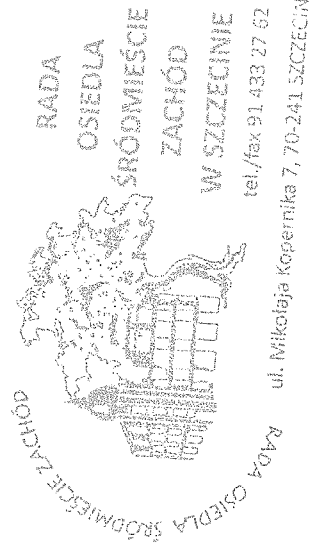 RADA
OSIEDLA
ŚRÓDMIEŚCIE
ZACHÓD
W SZCZECINIE
tel./fax 91 433 27 62
ul. Mikołaja Kopernika 7, 70-241 SZCZECIN
RADA OSIEDLA ŚRÓDMIEŚCIE ZACHÓD